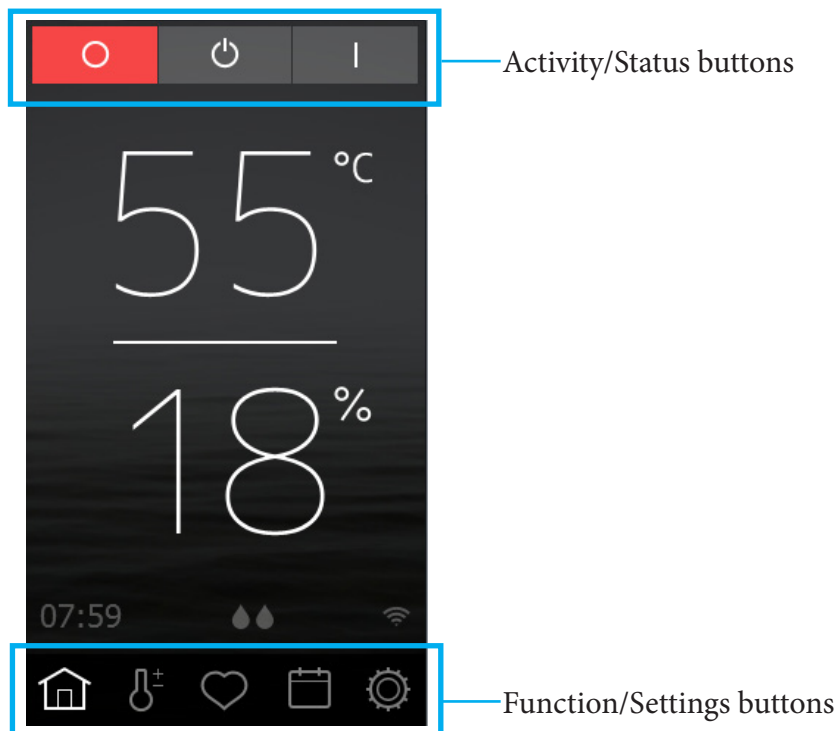 Activity/Status buttons
55 °C
18 %
07:59
Function/Settings buttons